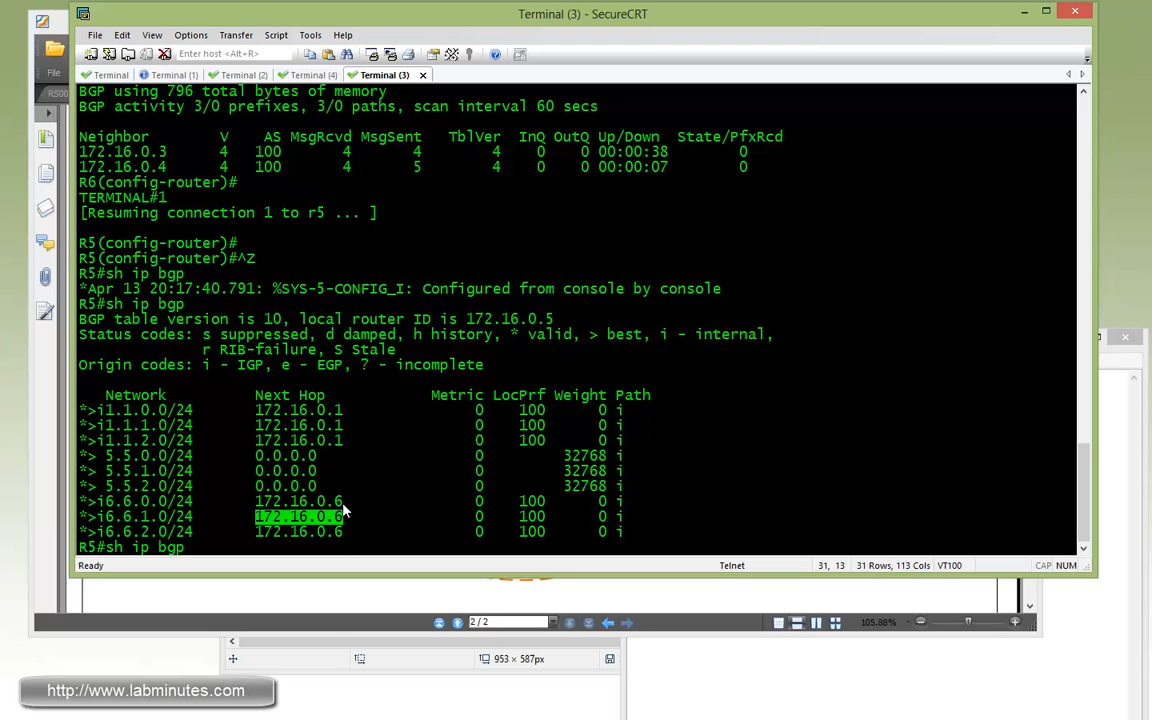 Terminal (3) - SecureCRT
File Edit View Options Transfer Script Tools Help
Enter host <Alt+R>
File
Terminal Terminal (1) Terminal (2) Terminal (4) Terminal (3)
RS00
BGP using 796 total bytes of memory
BGP activity 3/0 prefixes, 3/0 paths, scan interval 60 secs
Neighbor V AS MsgRcvd MsgSent TblVer InQ OutQ Up/Down State/PfxRcd
172.16.0.3 4 100 4 4 4 0 0 00:00:38 0
172.16.0.4 4 100 4 5 4 0 0 00:00:07 0
R6(config-router)#
TERMINAL#1
[Resuming connection 1 to r5 ... ]
R5(config-router)#
R5(config-router)#^Z
R5#sh ip bgp
*Apr 13 20:17:40.791: %SYS-5-CONFIG_I: Configured from console by console
R5#sh ip bgp
BGP table version is 10, local router ID is 172.16.0.5
Status codes: s suppressed, d damped, h history, * valid, > best, i - internal,
r RIB-failure, S Stale
Origin codes: i - IGP, e - EGP, ? - incomplete
Network Next Hop Metric LocPrf Weight Path
*>i1.1.0.0/24 172.16.0.1 0 100 0 i
*>i1.1.1.0/24 172.16.0.1 0 100 0 i
*>i1.1.2.0/24 172.16.0.1 0 100 0 i
*> 5.5.0.0/24 0.0.0.0 0 32768 i
*> 5.5.1.0/24 0.0.0.0 0 32768 i
*> 5.5.2.0/24 0.0.0.0 0 32768 i
*>i6.6.0.0/24 172.16.0.6 0 100 0 i
*>i6.6.1.0/24 172.16.0.6 0 100 0 i
*>i6.6.2.0/24 172.16.0.6 0 100 0 i
R5#sh ip bgp
Ready Telnet 31, 13 31 Rows, 113 Cols VT100 CAP NUM
2 / 2 105.88%
953 × 587px
http://www.labminutes.com